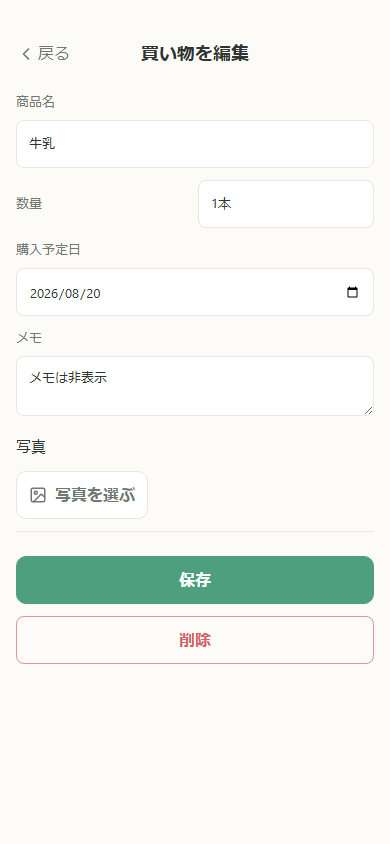 戻る
買い物を編集
商品名
牛乳
数量
1本
購入予定日
2026/08/20
メモ
メモは非表示
写真
写真を選ぶ
保存
削除